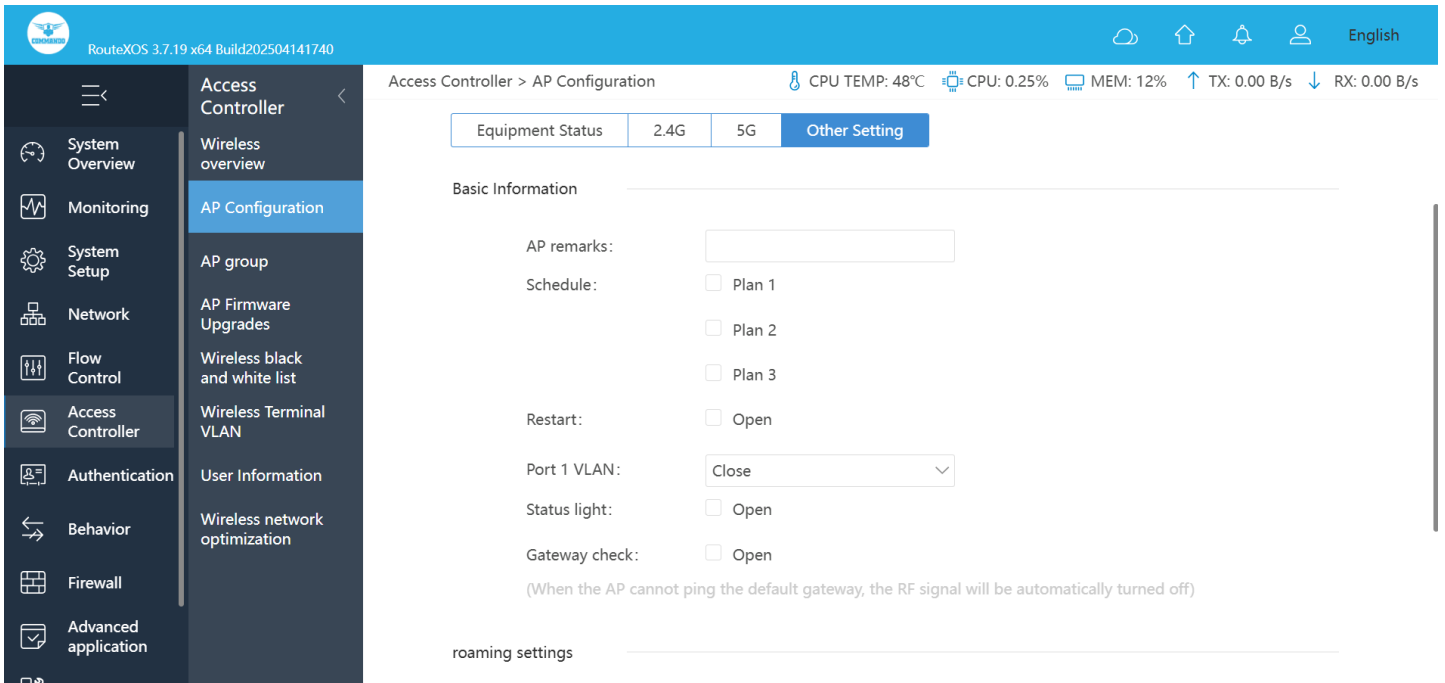 COMMANDO
RouteXOS 3.7.19 x64 Build202504141740
English
Access Controller
Access Controller > AP Configuration
CPU TEMP: 48℃
CPU: 0.25%
MEM: 12%
TX: 0.00 B/s
RX: 0.00 B/s
System Overview
Monitoring
System Setup
Network
Flow Control
Access Controller
Authentication
Behavior
Firewall
Advanced application
Wireless overview
AP Configuration
AP group
AP Firmware Upgrades
Wireless black and white list
Wireless Terminal VLAN
User Information
Wireless network optimization
Equipment Status
2.4G
5G
Other Setting
Basic Information
AP remarks:
Schedule:
Plan 1
Plan 2
Plan 3
Restart:
Open
Port 1 VLAN:
Close
Status light:
Open
Gateway check:
Open
(When the AP cannot ping the default gateway, the RF signal will be automatically turned off)
roaming settings